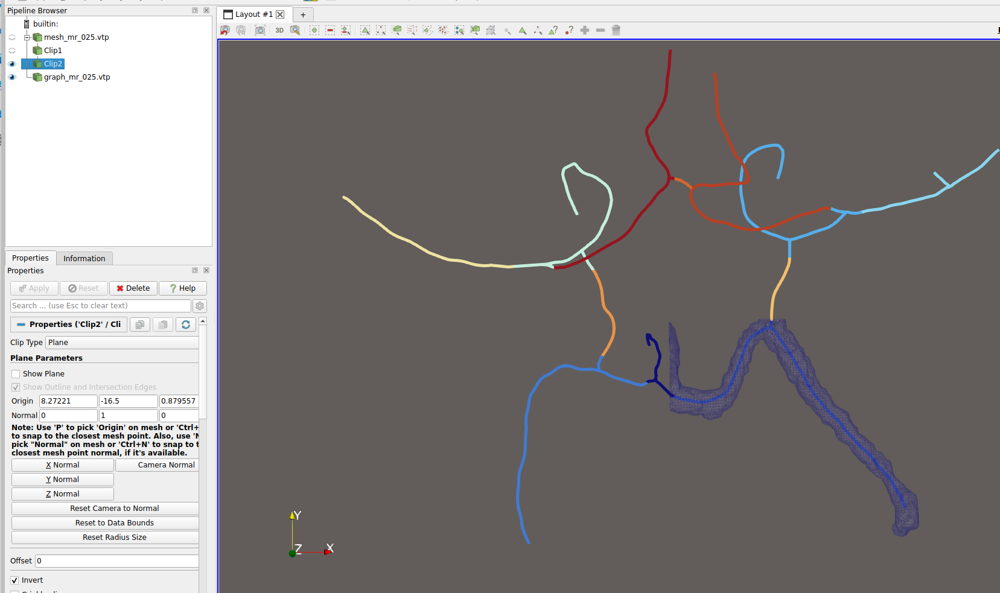 Pipeline Browser
builtin:
mesh_mr_025.vtp
Clip1
Clip2
graph_mr_025.vtp
Properties
Information
Properties
Apply
Reset
Delete
? Help
Search ... (use Esc to clear text)
Properties ('Clip2' / Cli
Clip Type Plane
Plane Parameters
Show Plane
Show Outline and Intersection Edges
Origin 8.27221 -16.5 0.879557
Normal 0 1 0
Note: Use 'P' to pick 'Origin' on mesh or 'Ctrl+
to snap to the closest mesh point. Also, use 'N
pick "Normal" on mesh or 'Ctrl+N' to snap to t
closest mesh point normal, if it's available.
X Normal
Camera Normal
Y Normal
Z Normal
Reset Camera to Normal
Reset to Data Bounds
Reset Radius Size
Offset 0
Invert
Layout #1
+
3D
Y
Z
X